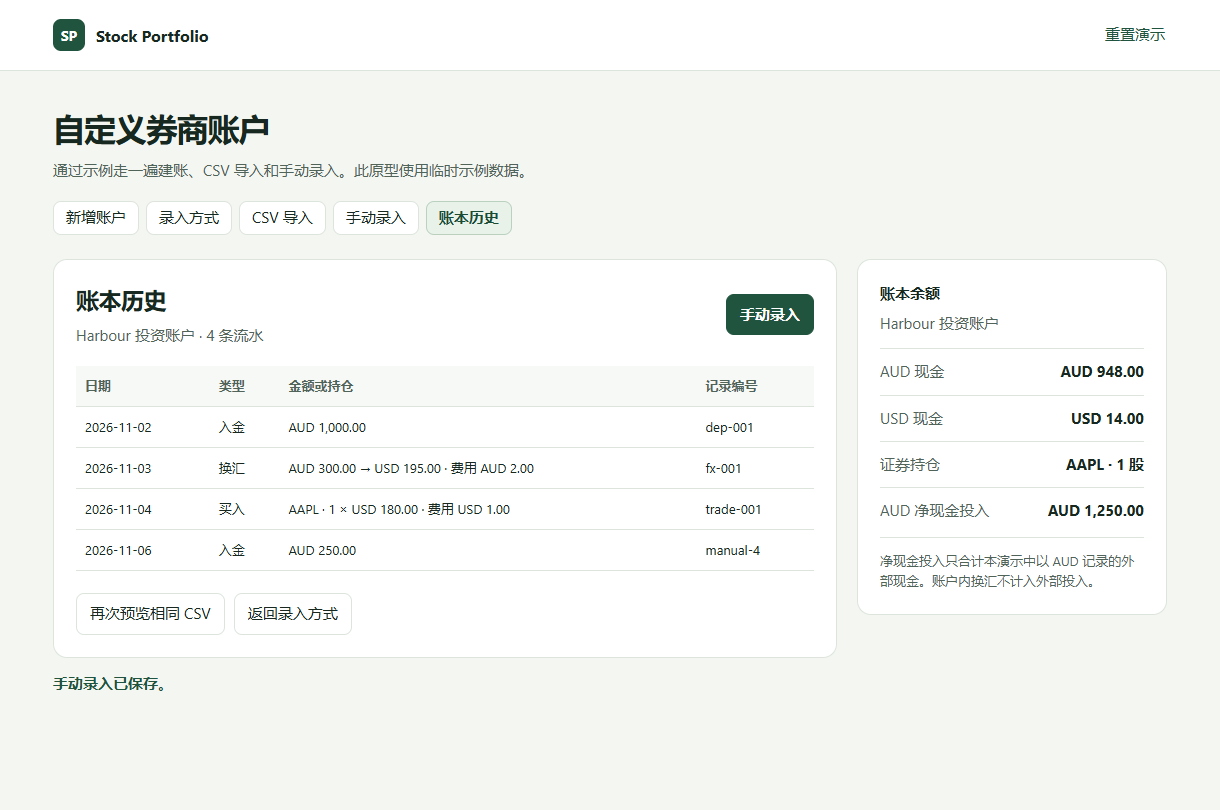 SP Stock Portfolio 重置演示
自定义券商账户
通过示例走一遍建账、CSV 导入和手动录入。此原型使用临时示例数据。
新增账户 录入方式 CSV 导入 手动录入 账本历史
账本历史
Harbour 投资账户 · 4 条流水
手动录入
日期 类型 金额或持仓 记录编号
2026-11-02 入金 AUD 1,000.00 dep-001
2026-11-03 换汇 AUD 300.00 → USD 195.00 · 费用 AUD 2.00 fx-001
2026-11-04 买入 AAPL · 1 × USD 180.00 · 费用 USD 1.00 trade-001
2026-11-06 入金 AUD 250.00 manual-4
再次预览相同 CSV 返回录入方式
账本余额
Harbour 投资账户
AUD 现金 AUD 948.00
USD 现金 USD 14.00
证券持仓 AAPL · 1 股
AUD 净现金投入 AUD 1,250.00
净现金投入只合计本演示中以 AUD 记录的外
部现金。账户内换汇不计入外部投入。
手动录入已保存。